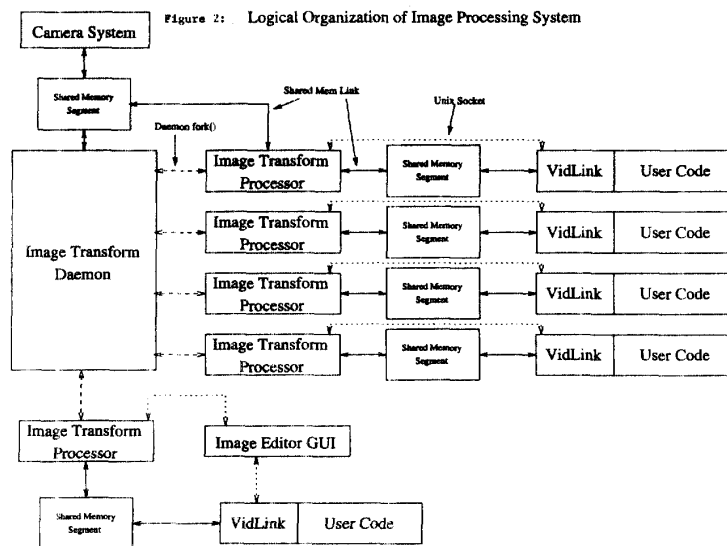 Figure 2: Logical Organization of Image Processing System
Camera System
Shared Memory
Segment
Shared Mem Link
Unix Socket
Daemon fork()
Image Transform
Processor
Shared Memory
Segment
VidLink
User Code
Image Transform
Daemon
Image Transform
Processor
Shared Memory
Segment
VidLink
User Code
Image Transform
Processor
Shared Memory
Segment
VidLink
User Code
Image Transform
Processor
Shared Memory
Segment
VidLink
User Code
Image Transform
Processor
Image Editor GUI
Shared Memory
Segment
VidLink
User Code